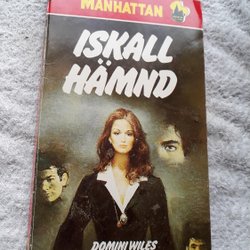 MANHATTAN
ISKALL
HÄMND
DOMINI WILES